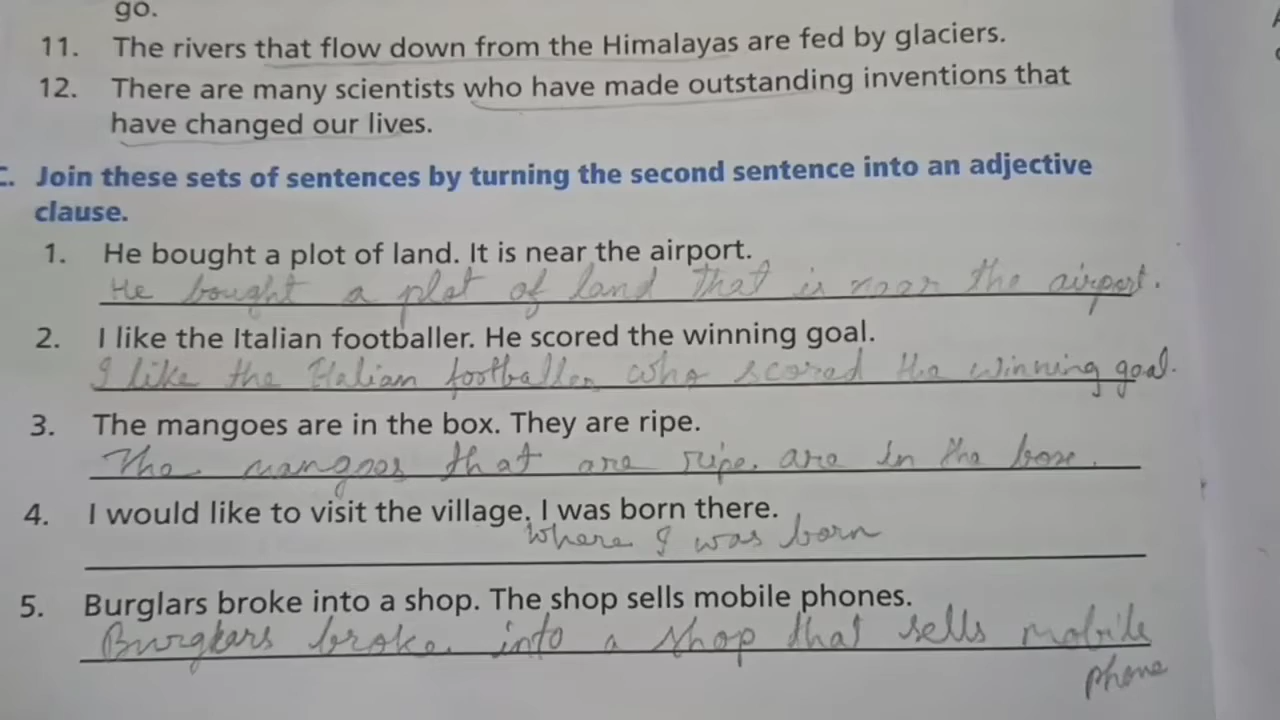 go.
11. The rivers that flow down from the Himalayas are fed by glaciers.
12. There are many scientists who have made outstanding inventions that
have changed our lives.
C. Join these sets of sentences by turning the second sentence into an adjective
clause.
1. He bought a plot of land. It is near the airport.
He bought a plot of land that is near the airport.
2. I like the Italian footballer. He scored the winning goal.
I like the Italian footballer who scored the winning goal.
3. The mangoes are in the box. They are ripe.
The mangoes that are ripe are in the box.
4. I would like to visit the village. I was born there.
where I was born
5. Burglars broke into a shop. The shop sells mobile phones.
Burglars broke into a shop that sells mobile
phone